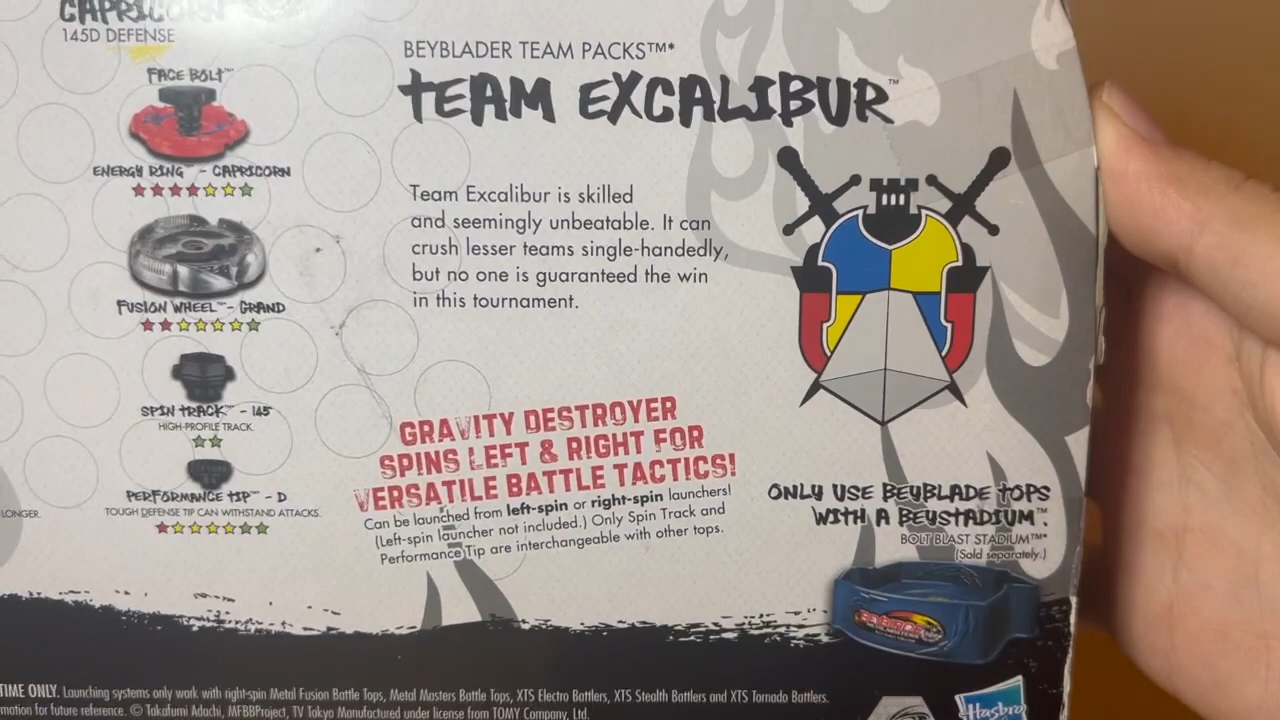 CAPRICORN
145D DEFENSE
FACE BOLT™
ENERGY RING™ - CAPRICORN
FUSION WHEEL™ - GRAND
SPIN TRACK™ - 145
HIGH-PROFILE TRACK.
PERFORMANCE TIP™ - D
TOUGH DEFENSE TIP CAN WITHSTAND ATTACKS.
LONGER.
BEYBLADER TEAM PACKS™*
TEAM EXCALIBUR™
Team Excalibur is skilled
and seemingly unbeatable. It can
crush lesser teams single-handedly,
but no one is guaranteed the win
in this tournament.
GRAVITY DESTROYER
SPINS LEFT & RIGHT FOR
VERSATILE BATTLE TACTICS!
Can be launched from left-spin or right-spin launchers!
(Left-spin launcher not included.) Only Spin Track and
Performance Tip are interchangeable with other tops.
ONLY USE BEYBLADE TOPS
WITH A BEYSTADIUM™.
BOLT BLAST STADIUM™*
(Sold separately.)
BEYBLADE
TIME ONLY. Launching systems only work with right-spin Metal Fusion Battle Tops, Metal Masters Battle Tops, XTS Electro Battlers, XTS Stealth Battlers and XTS Tornado Battlers.
mation for future reference. © Takafumi Adachi, MFBBProject, TV Tokyo Manufactured under license from TOMY Company, Ltd.
Hasbro